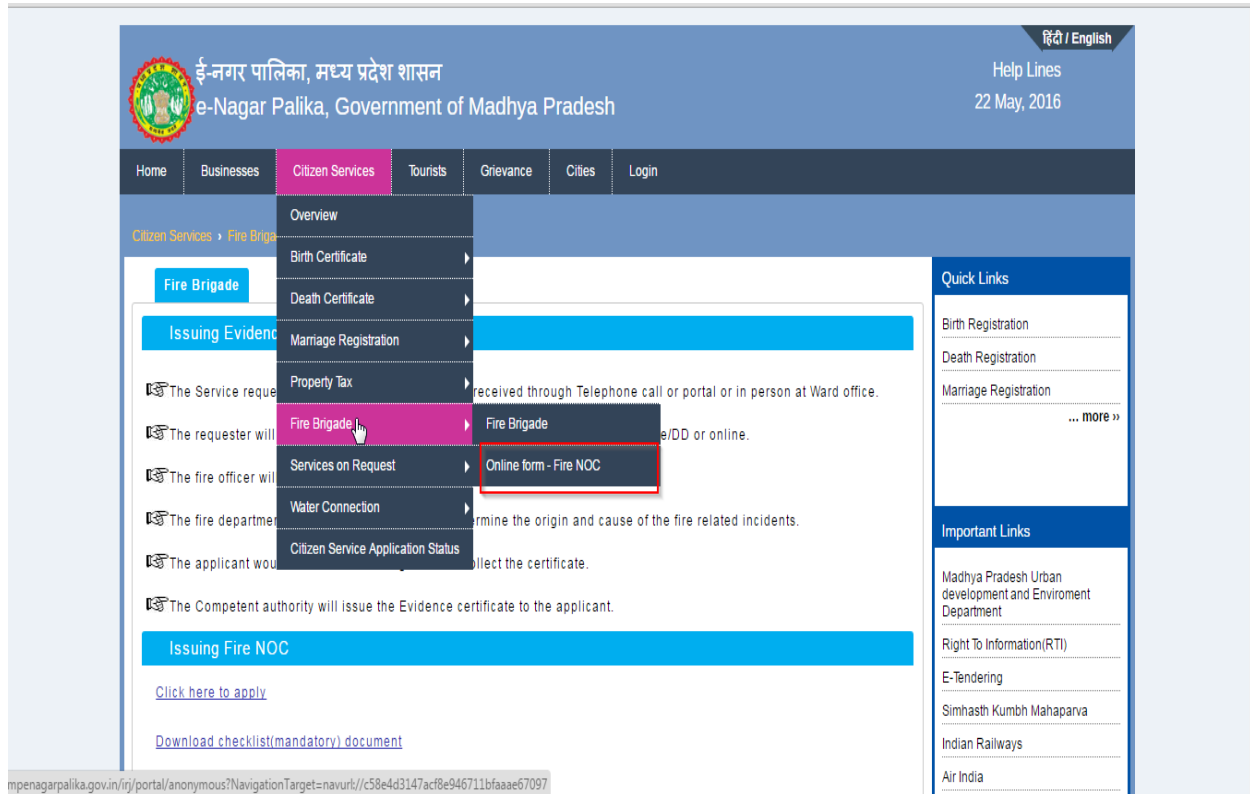 हिंदी / English
ई-नगर पालिका, मध्य प्रदेश शासन
e-Nagar Palika, Government of Madhya Pradesh
Help Lines
22 May, 2016
Home Businesses Citizen Services Tourists Grievance Cities Login
Citizen Services › Fire Briga
Overview
Birth Certificate
Death Certificate
Marriage Registration
Property Tax
Fire Brigade
Services on Request
Water Connection
Citizen Service Application Status
Fire Brigade
Online form - Fire NOC
Fire Brigade
Issuing Evidenc
The Service reque received through Telephone call or portal or in person at Ward office.
The requester will e/DD or online.
The fire officer wil
The fire departmer ermine the origin and cause of the fire related incidents.
The applicant wou ollect the certificate.
The Competent authority will issue the Evidence certificate to the applicant.
Issuing Fire NOC
Click here to apply
Download checklist(mandatory) document
Quick Links
Birth Registration
Death Registration
Marriage Registration
... more ››
Important Links
Madhya Pradesh Urban
development and Enviroment
Department
Right To Information(RTI)
E-Tendering
Simhasth Kumbh Mahaparva
Indian Railways
Air India
mpenagarpalika.gov.in/irj/portal/anonymous?NavigationTarget=navurl://c58e4d3147acf8e946711bfaaae67097